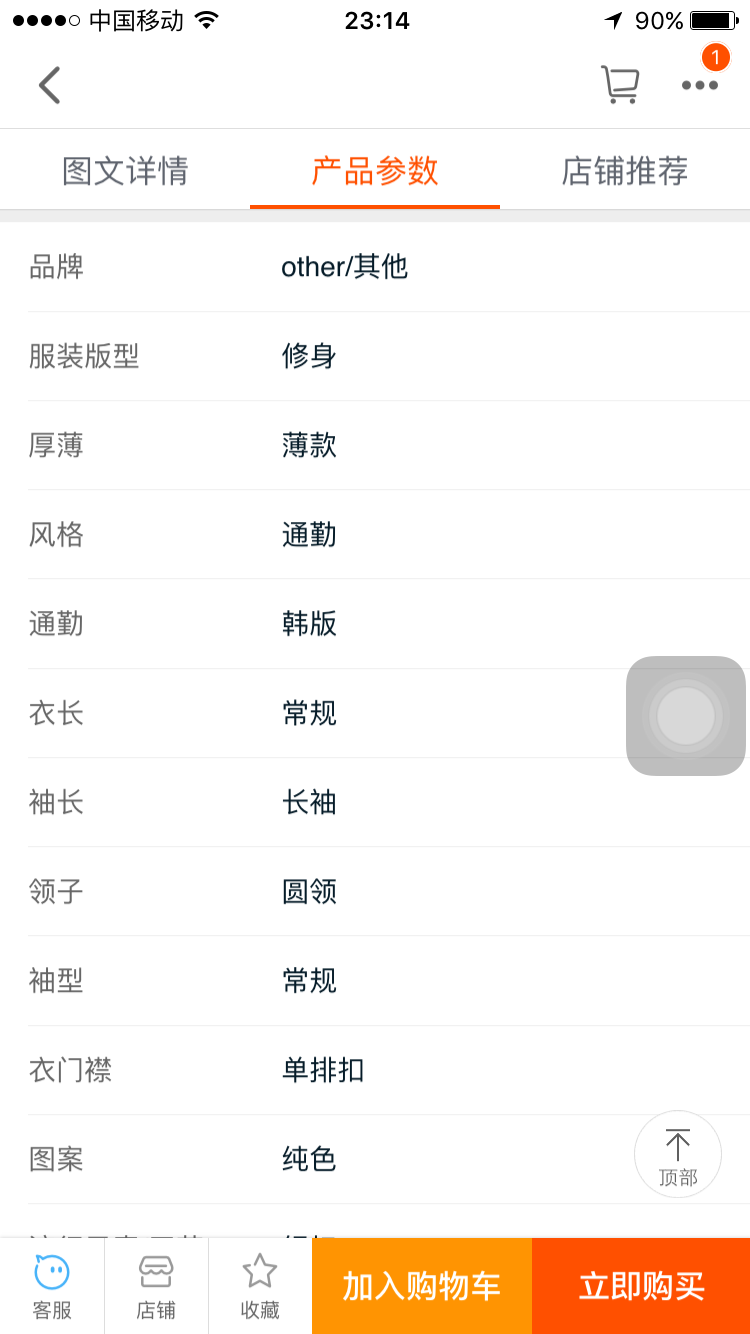 中国移动 23:14 90%
1
图文详情 产品参数 店铺推荐
品牌 other/其他
服装版型 修身
厚薄 薄款
风格 通勤
通勤 韩版
衣长 常规
袖长 长袖
领子 圆领
袖型 常规
衣门襟 单排扣
图案 纯色
顶部
客服 店铺 收藏 加入购物车 立即购买